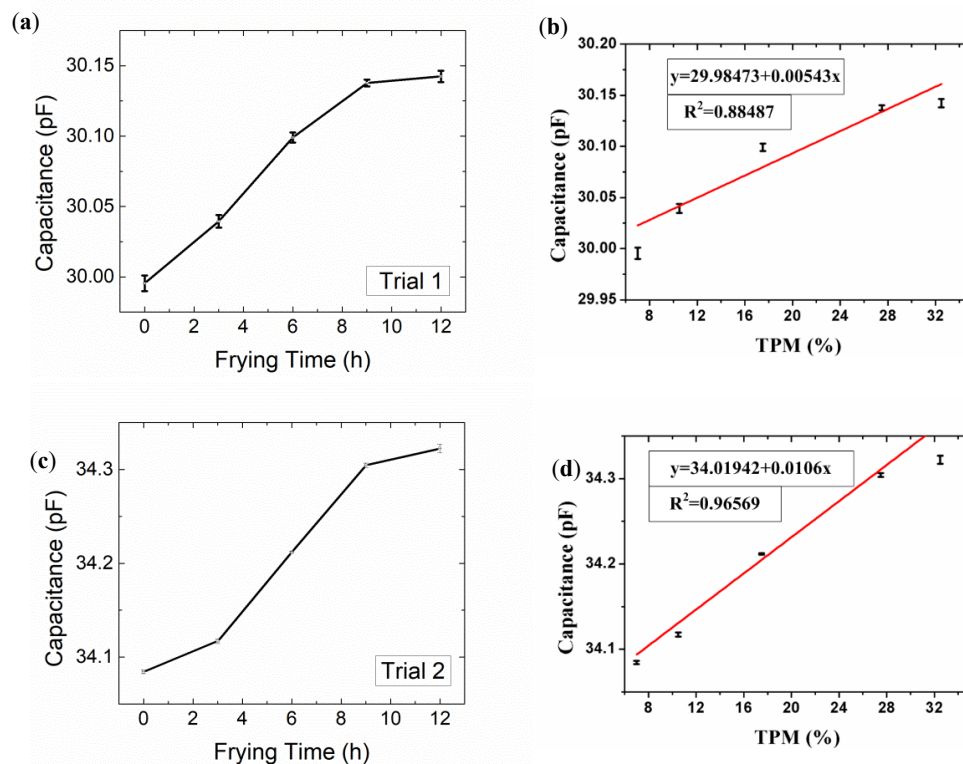 (a)
30.15
30.10
30.05
30.00
Capacitance (pF)
Trial 1
0 2 4 6 8 10 12
Frying Time (h)
(b)
30.20
30.15
30.10
30.05
30.00
29.95
Capacitance (pF)
y=29.98473+0.00543x
R²=0.88487
8 12 16 20 24 28 32
TPM (%)
(c)
34.3
34.2
34.1
Capacitance (pF)
Trial 2
0 2 4 6 8 10 12
Frying Time (h)
(d)
34.3
34.2
34.1
Capacitance (pF)
y=34.01942+0.0106x
R²=0.96569
8 12 16 20 24 28 32
TPM (%)